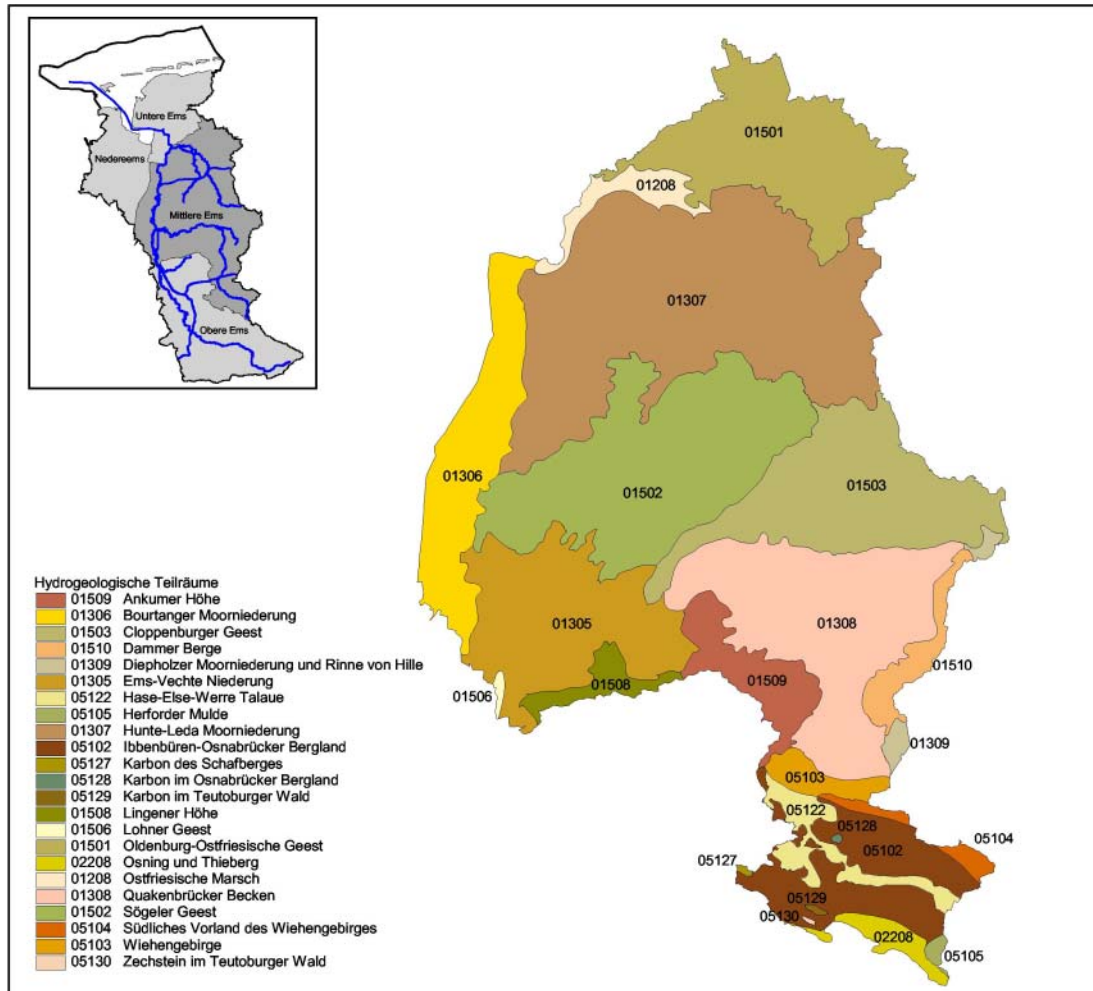 Untere Ems
Nedereems
Mittlere Ems
Obere Ems
01501
01208
01307
01306
01502
01503
01305
01308
01510
01506
01508
01509
01309
05103
05122
05128
05102
05104
05127
05129
05130
02208
05105
Hydrogeologische Teilräume
01509 Ankumer Höhe
01306 Bourtanger Moorniederung
01503 Cloppenburger Geest
01510 Dammer Berge
01309 Diepholzer Moorniederung und Rinne von Hille
01305 Ems-Vechte Niederung
05122 Hase-Else-Werre Talaue
05105 Herforder Mulde
01307 Hunte-Leda Moorniederung
05102 Ibbenbüren-Osnabrücker Bergland
05127 Karbon des Schafberges
05128 Karbon im Osnabrücker Bergland
05129 Karbon im Teutoburger Wald
01508 Lingener Höhe
01506 Lohner Geest
01501 Oldenburg-Ostfriesische Geest
02208 Osning und Thieberg
01208 Ostfriesische Marsch
01308 Quakenbrücker Becken
01502 Sögeler Geest
05104 Südliches Vorland des Wiehengebirges
05103 Wiehengebirge
05130 Zechstein im Teutoburger Wald